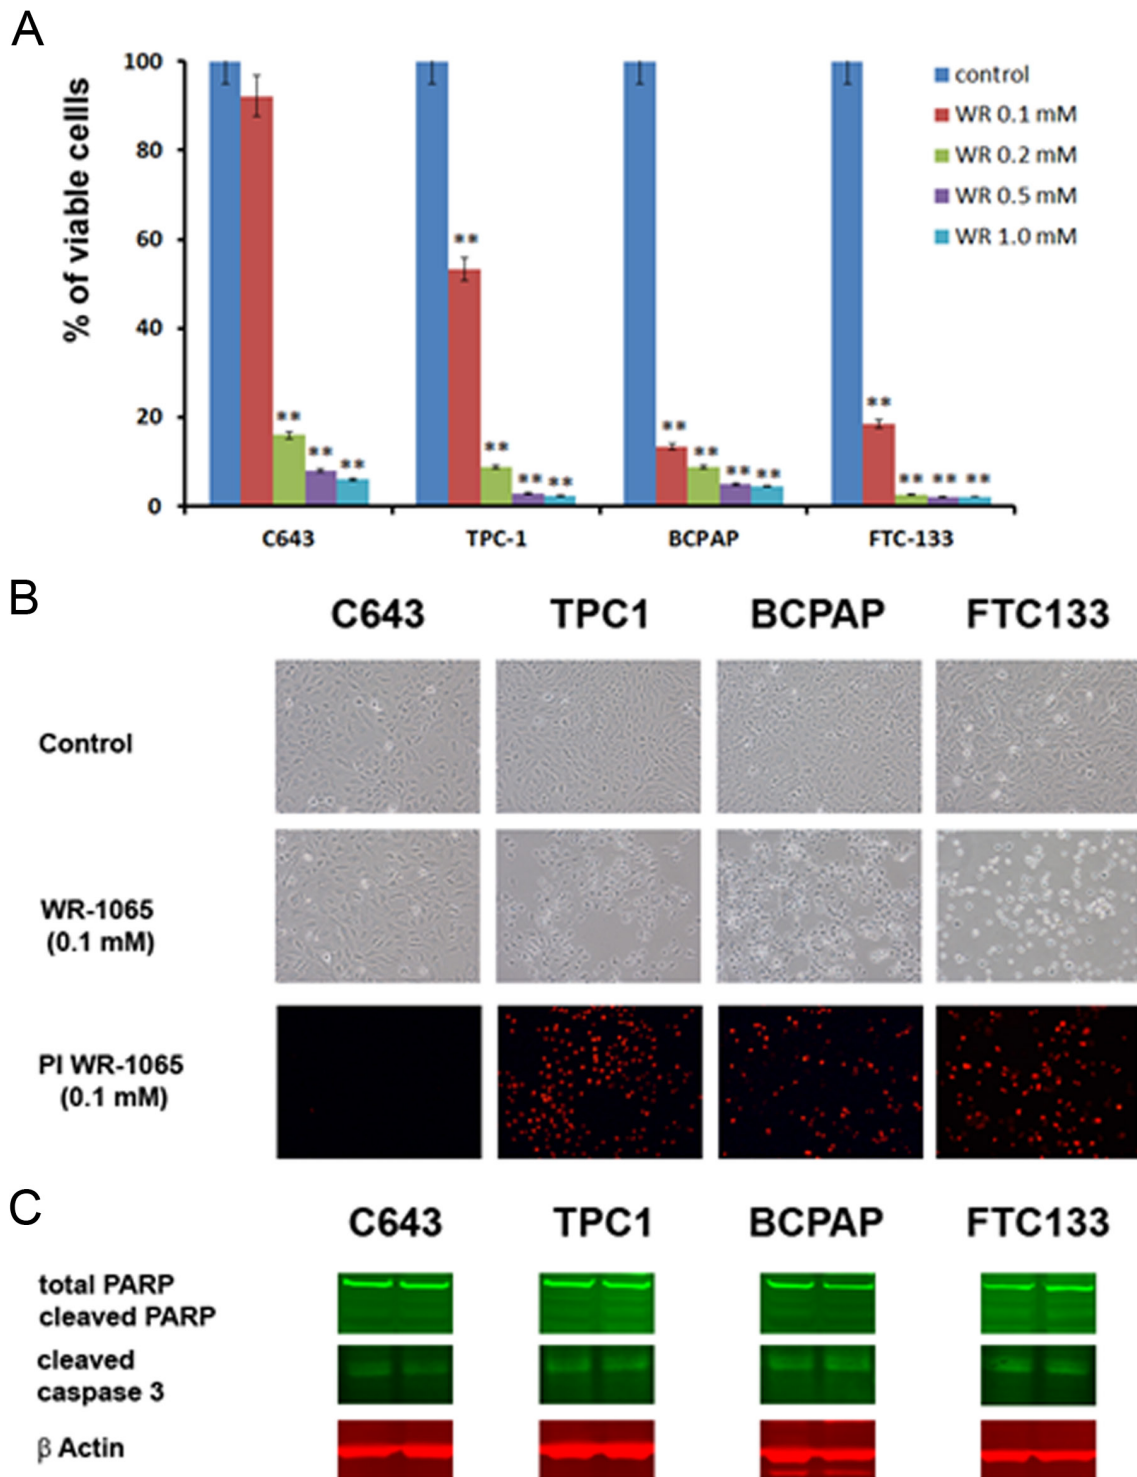 A
% of viable cellls
100
80
60
40
20
0
control
WR 0.1 mM
WR 0.2 mM
WR 0.5 mM
WR 1.0 mM
**
** ** **
** ** **
** ** ** **
** ** ** **
C643 TPC-1 BCPAP FTC-133
B
C643 TPC1 BCPAP FTC133
Control
WR-1065
(0.1 mM)
PI WR-1065
(0.1 mM)
C
C643 TPC1 BCPAP FTC133
total PARP
cleaved PARP
cleaved
caspase 3
β Actin